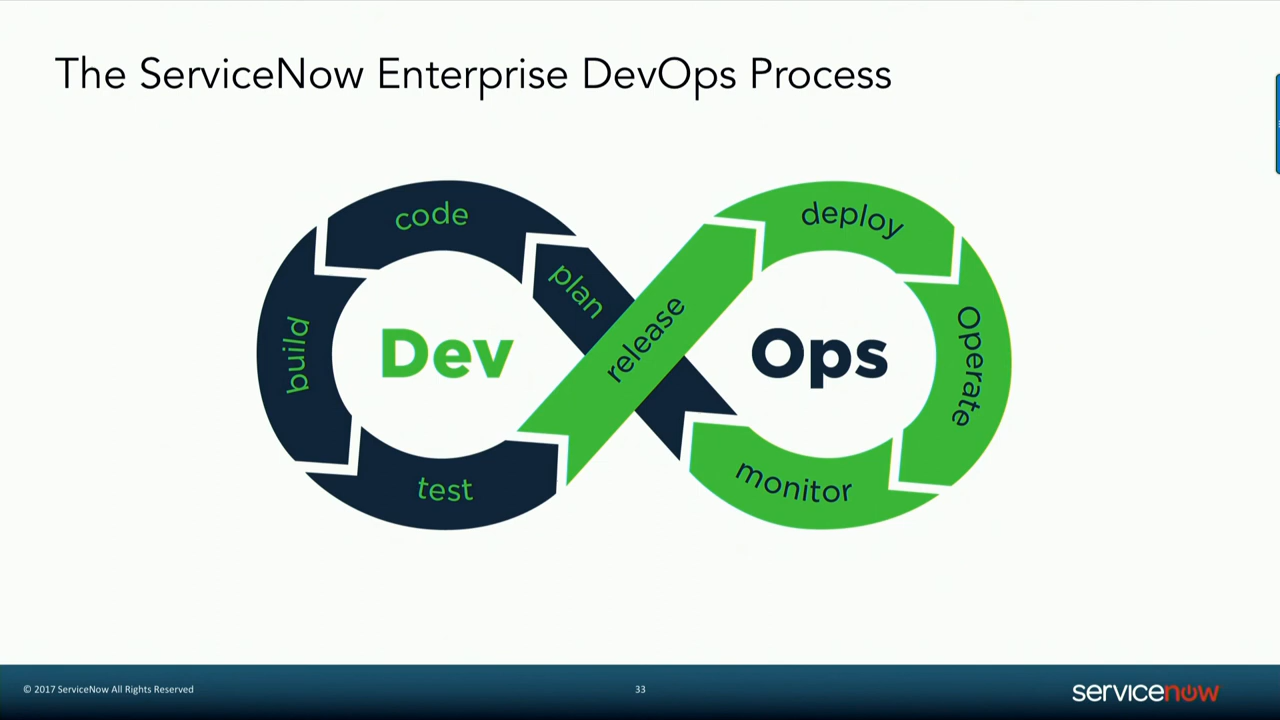 The ServiceNow Enterprise DevOps Process
code
deploy
plan
release
build
Dev
Ops
Operate
test
monitor
© 2017 ServiceNow All Rights Reserved
33
servicenow